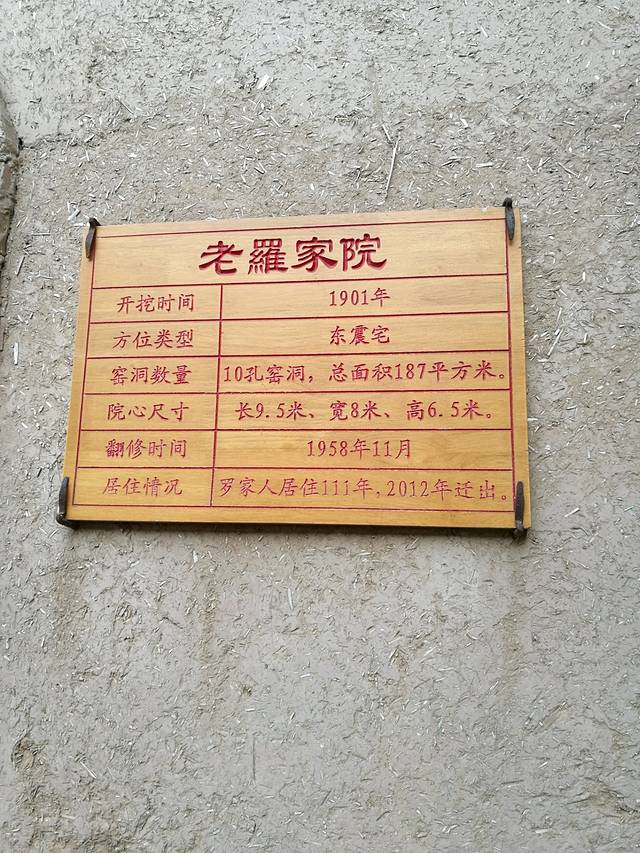 老羅家院
开挖时间 1901年
方位类型 东震宅
窑洞数量 10孔窑洞，总面积187平方米。
院心尺寸 长9.5米、宽8米、高6.5米。
翻修时间 1958年11月
居住情况 罗家人居住111年,2012年迁出。